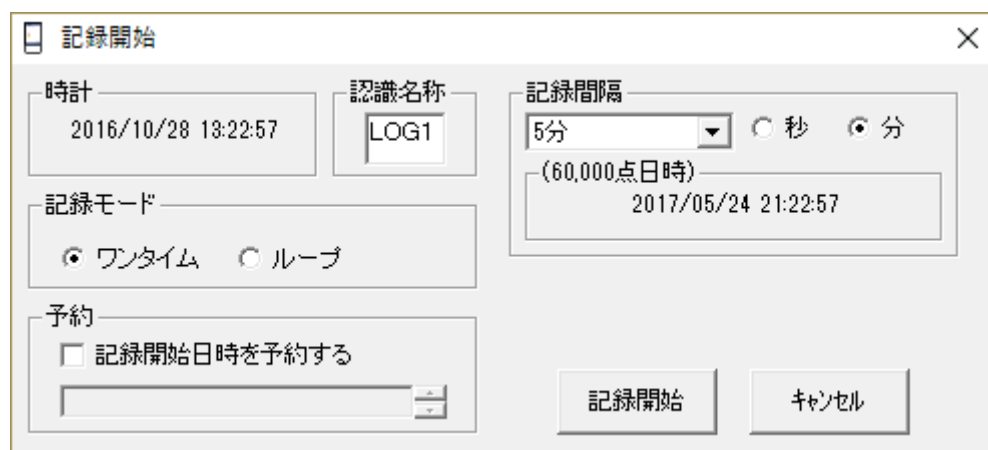 記録開始
時計
2016/10/28 13:22:57
認識名称
LOG1
記録間隔
5分
秒 分
(60,000点日時)
2017/05/24 21:22:57
記録モード
ワンタイム ループ
予約
記録開始日時を予約する
記録開始 キャンセル